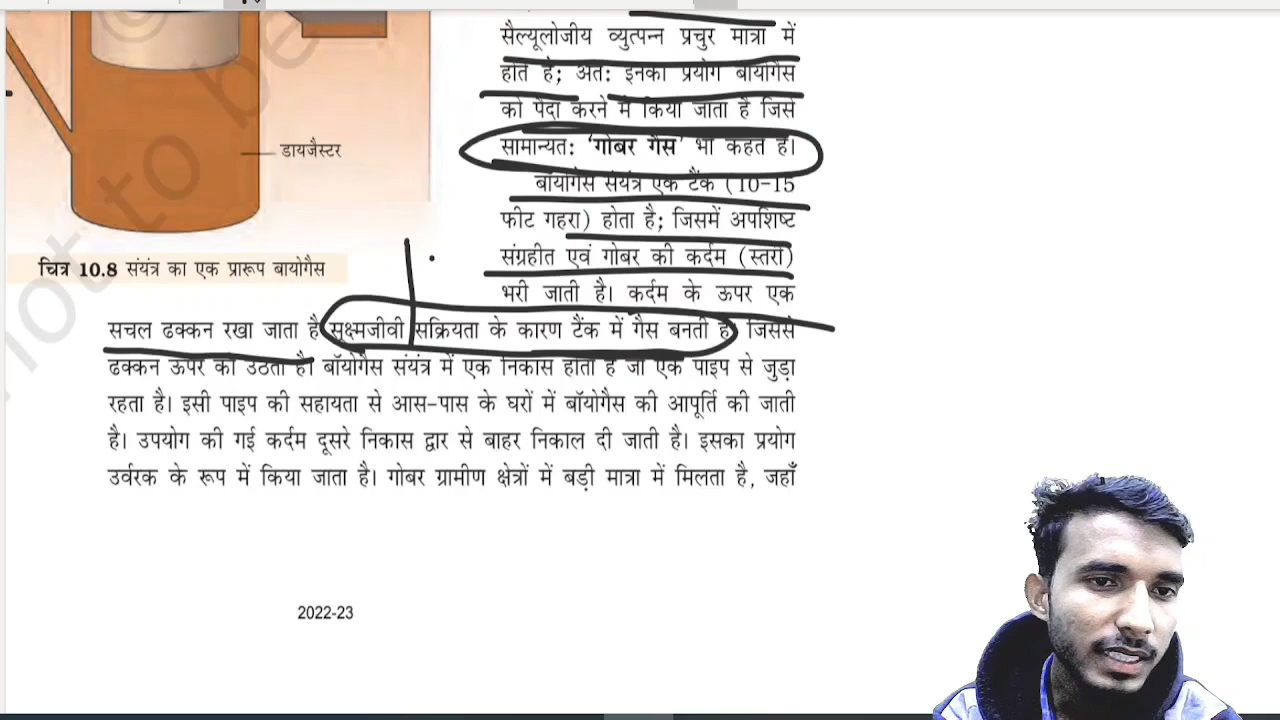 सैल्यूलोजीय व्युत्पन्न प्रचुर मात्रा में
होते है; अतः इनका प्रयोग बायोगैस
को पैदा करने में किया जाता है जिसे
सामान्यतः 'गोबर गैस' भी कहते हैं।
बायोगैस संयंत्र एक टैंक (10-15
फीट गहरा) होता है; जिसमें अपशिष्ट
संग्रहीत एवं गोबर की कर्दम (स्लरी)
भरी जाती है। कर्दम के ऊपर एक
सचल ढक्कन रखा जाता है सूक्ष्मजीवी सक्रियता के कारण टैंक में गैस बनती है जिससे
ढक्कन ऊपर को उठता है। बॉयोगैस संयंत्र में एक निकास होता है जो एक पाइप से जुड़ा
रहता है। इसी पाइप की सहायता से आस-पास के घरों में बॉयोगैस की आपूर्ति की जाती
है। उपयोग की गई कर्दम दूसरे निकास द्वार से बाहर निकाल दी जाती है। इसका प्रयोग
उर्वरक के रूप में किया जाता है। गोबर ग्रामीण क्षेत्रों में बड़ी मात्रा में मिलता है, जहाँ
डायजैस्टर
चित्र 10.8 संयंत्र का एक प्रारूप बायोगैस
not to be
2022-23